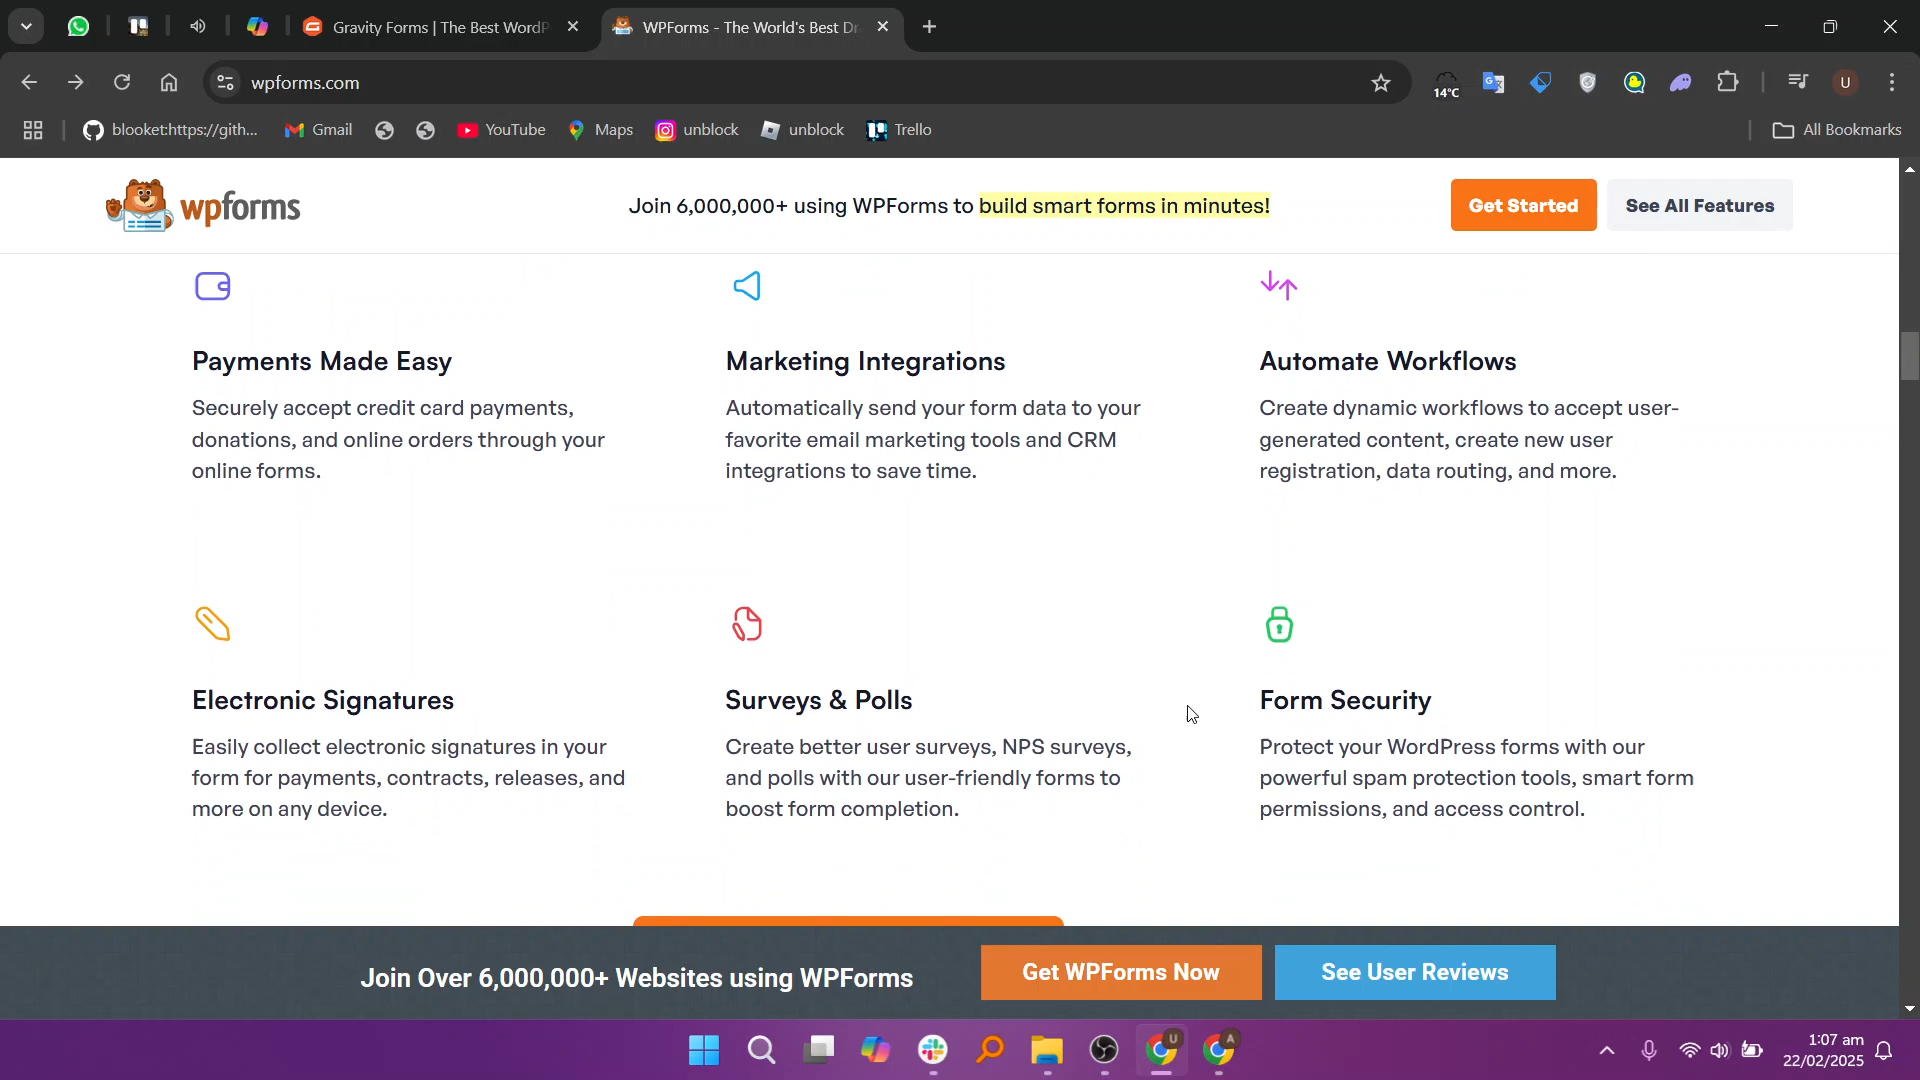 Gravity Forms | The Best WordP
WPForms - The World's Best Dr
wpforms.com
14°C
U
blooket:https://gith...
Gmail
YouTube
Maps
unblock
unblock
Trello
All Bookmarks
wpforms
Join 6,000,000+ using WPForms to build smart forms in minutes!
Get Started
See All Features
Payments Made Easy
Securely accept credit card payments,
donations, and online orders through your
online forms.
Marketing Integrations
Automatically send your form data to your
favorite email marketing tools and CRM
integrations to save time.
Automate Workflows
Create dynamic workflows to accept user-
generated content, create new user
registration, data routing, and more.
Electronic Signatures
Easily collect electronic signatures in your
form for payments, contracts, releases, and
more on any device.
Surveys & Polls
Create better user surveys, NPS surveys,
and polls with our user-friendly forms to
boost form completion.
Form Security
Protect your WordPress forms with our
powerful spam protection tools, smart form
permissions, and access control.
Join Over 6,000,000+ Websites using WPForms
Get WPForms Now
See User Reviews
U
A
1:07 am
22/02/2025